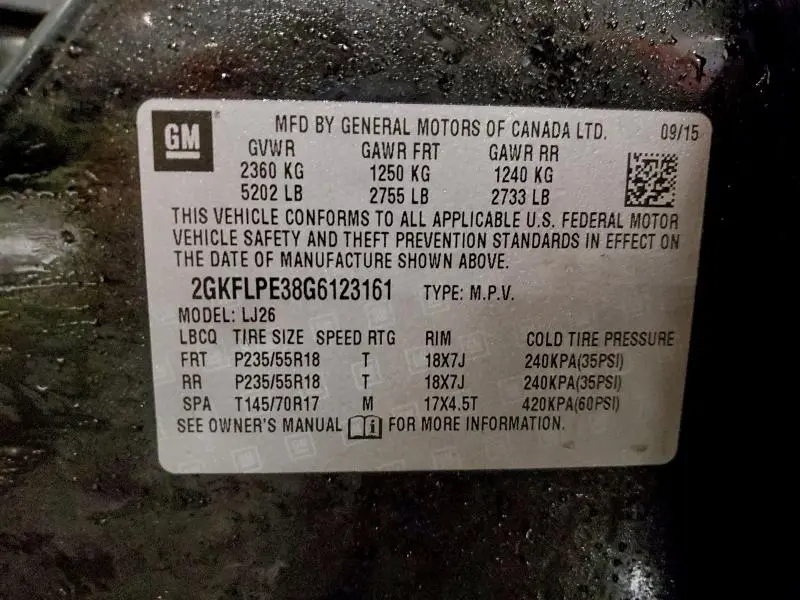 GM
MFD BY GENERAL MOTORS OF CANADA LTD. 09/15
GVWR GAWR FRT GAWR RR
2360 KG 1250 KG 1240 KG
5202 LB 2755 LB 2733 LB
THIS VEHICLE CONFORMS TO ALL APPLICABLE U.S. FEDERAL MOTOR
VEHICLE SAFETY AND THEFT PREVENTION STANDARDS IN EFFECT ON
THE DATE OF MANUFACTURE SHOWN ABOVE.
2GKFLPE38G6123161 TYPE: M.P.V.
MODEL: LJ26
LBCQ TIRE SIZE SPEED RTG RIM COLD TIRE PRESSURE
FRT P235/55R18 T 18X7J 240KPA(35PSI)
RR P235/55R18 T 18X7J 240KPA(35PSI)
SPA T145/70R17 M 17X4.5T 420KPA(60PSI)
SEE OWNER'S MANUAL i FOR MORE INFORMATION.